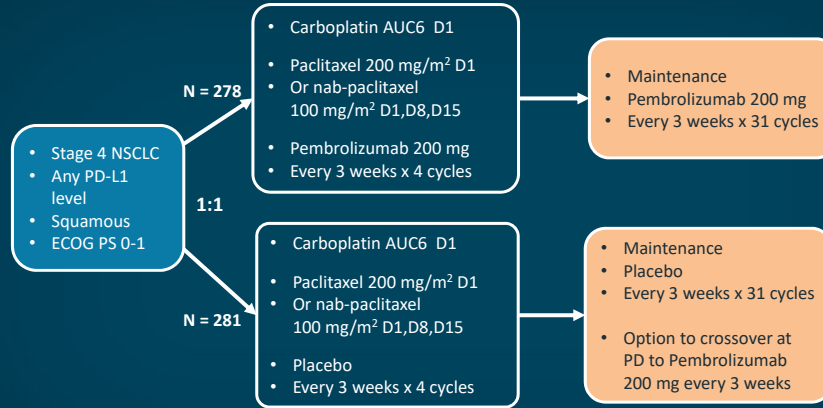 • Stage 4 NSCLC
• Any PD-L1
level
• Squamous
• ECOG PS 0-1
N = 278
1:1
N = 281
• Carboplatin AUC6 D1
• Paclitaxel 200 mg/m² D1
• Or nab-paclitaxel
100 mg/m² D1,D8,D15
• Pembrolizumab 200 mg
• Every 3 weeks x 4 cycles
• Maintenance
• Pembrolizumab 200 mg
• Every 3 weeks x 31 cycles
• Carboplatin AUC6 D1
• Paclitaxel 200 mg/m² D1
• Or nab-paclitaxel
100 mg/m² D1,D8,D15
• Placebo
• Every 3 weeks x 4 cycles
• Maintenance
• Placebo
• Every 3 weeks x 31 cycles
• Option to crossover at
PD to Pembrolizumab
200 mg every 3 weeks